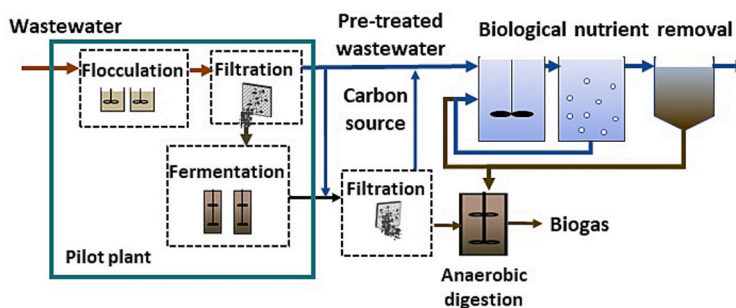 Wastewater
Pre-treated
wastewater
Biological nutrient removal
Flocculation
Filtration
Carbon
source
Fermentation
Filtration
Pilot plant
Biogas
Anaerobic
digestion